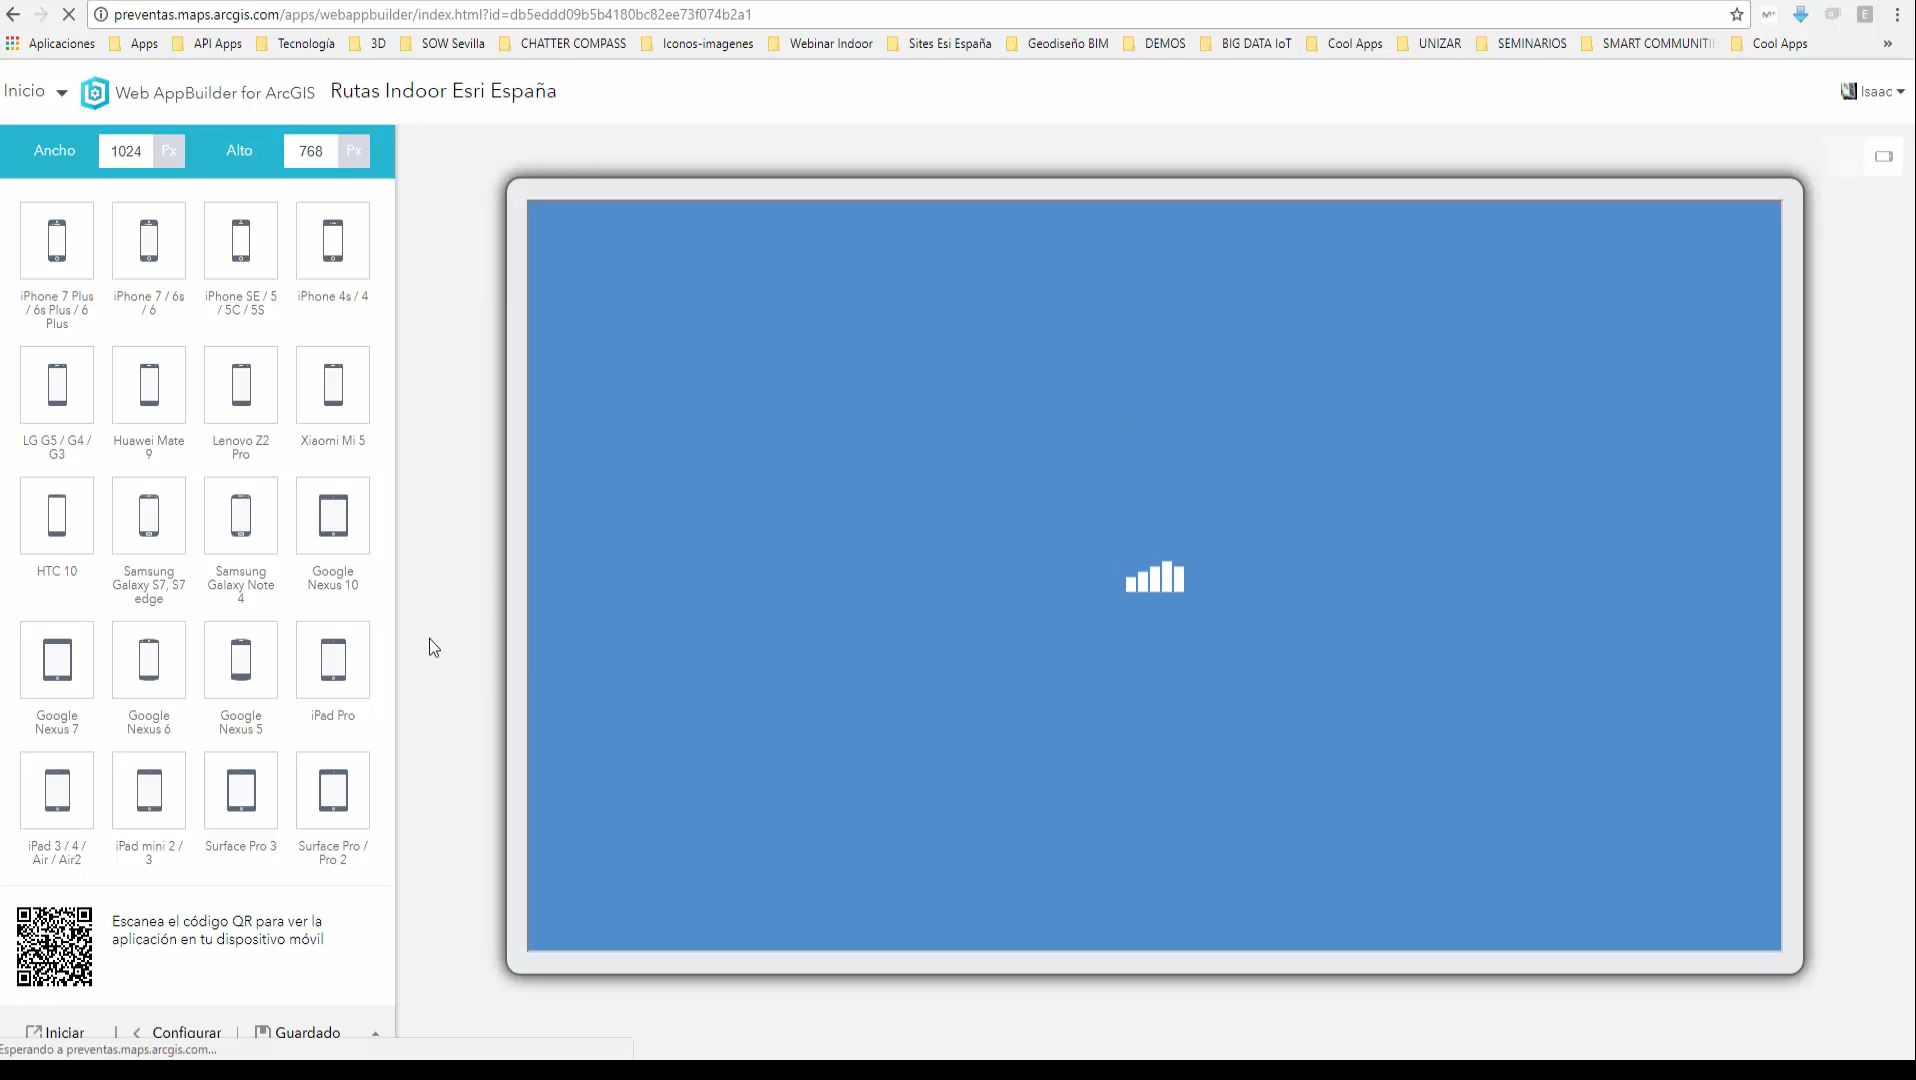 preventas.maps.arcgis.com/apps/webappbuilder/index.html?id=db5eddd09b5b4180bc82ee73f074b2a1
Aplicaciones Apps API Apps Tecnología 3D SOW Sevilla CHATTER COMPASS Iconos-imagenes Webinar Indoor Sites Esi España Geodiseño BIM DEMOS BIG DATA IoT Cool Apps UNIZAR SEMINARIOS SMART COMMUNITI Cool Apps »
Inicio Web AppBuilder for ArcGIS Rutas Indoor Esri España Isaac
Ancho 1024 Px Alto 768 Px
iPhone 7 Plus / 6s Plus / 6 Plus
iPhone 7 / 6s / 6
iPhone SE / 5 / 5C / 5S
iPhone 4s / 4
LG G5 / G4 / G3
Huawei Mate 9
Lenovo Z2 Pro
Xiaomi Mi 5
HTC 10
Samsung Galaxy S7, S7 edge
Samsung Galaxy Note 4
Google Nexus 10
Google Nexus 7
Google Nexus 6
Google Nexus 5
iPad Pro
iPad 3 / 4 / Air / Air2
iPad mini 2 / 3
Surface Pro 3
Surface Pro / Pro 2
Escanea el código QR para ver la
aplicación en tu dispositivo móvil
Iniciar | Configurar | Guardado
Esperando a preventas.maps.arcgis.com...